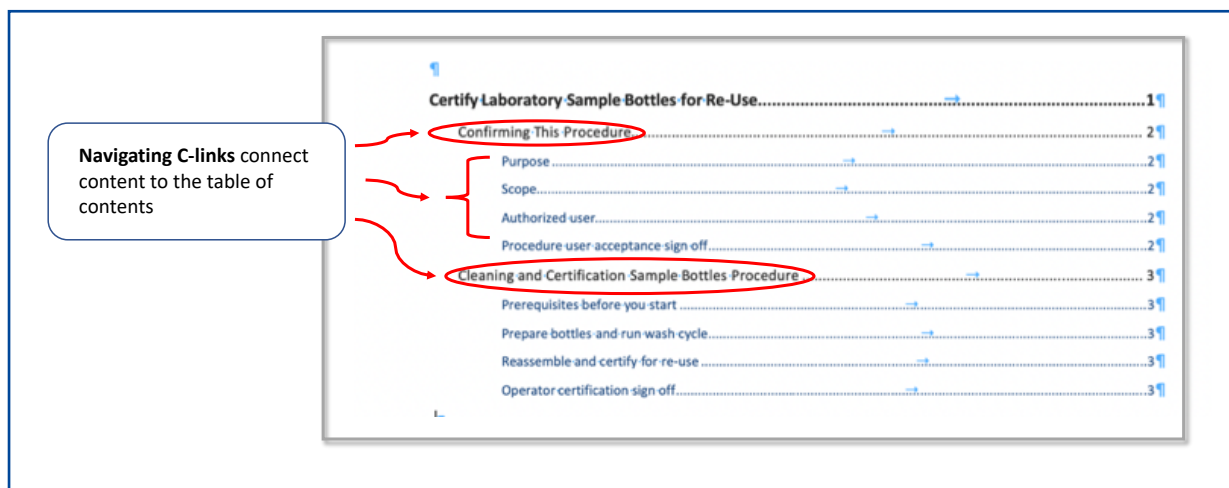 Certify Laboratory Sample Bottles for Re-Use 1
Confirming This Procedure 2
Navigating C-links connect
content to the table of
contents
Purpose 2
Scope 2
Authorized user 2
Procedure user acceptance sign off 2
Cleaning and Certification Sample Bottles Procedure 3
Prerequisites before you start 3
Prepare bottles and run wash cycle 3
Reassemble and certify for re-use 3
Operator certification sign off 3